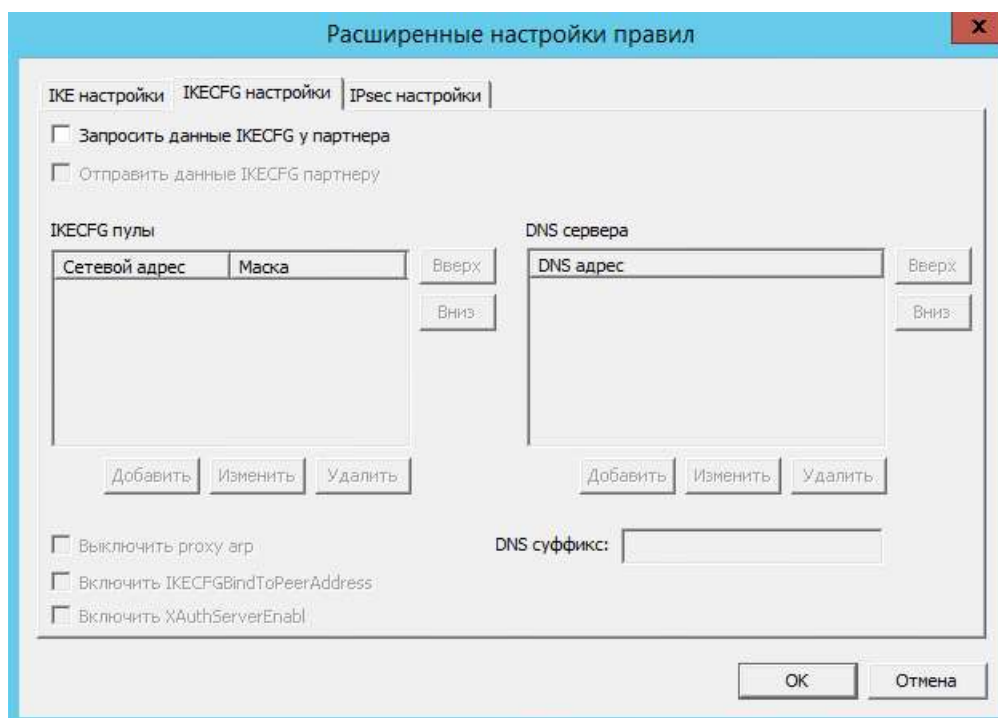 Расширенные настройки правил
x
IKE настройки IKECFG настройки IPsec настройки
Запросить данные IKECFG у партнера
Отправить данные IKECFG партнеру
IKECFG пулы DNS сервера
Сетевой адрес Маска Вверх DNS адрес Вверх
Вниз Вниз
Добавить Изменить Удалить Добавить Изменить Удалить
Выключить proxy arp DNS суффикс:
Включить IKECFGBindToPeerAddress
Включить XAuthServerEnabl
OK Отмена